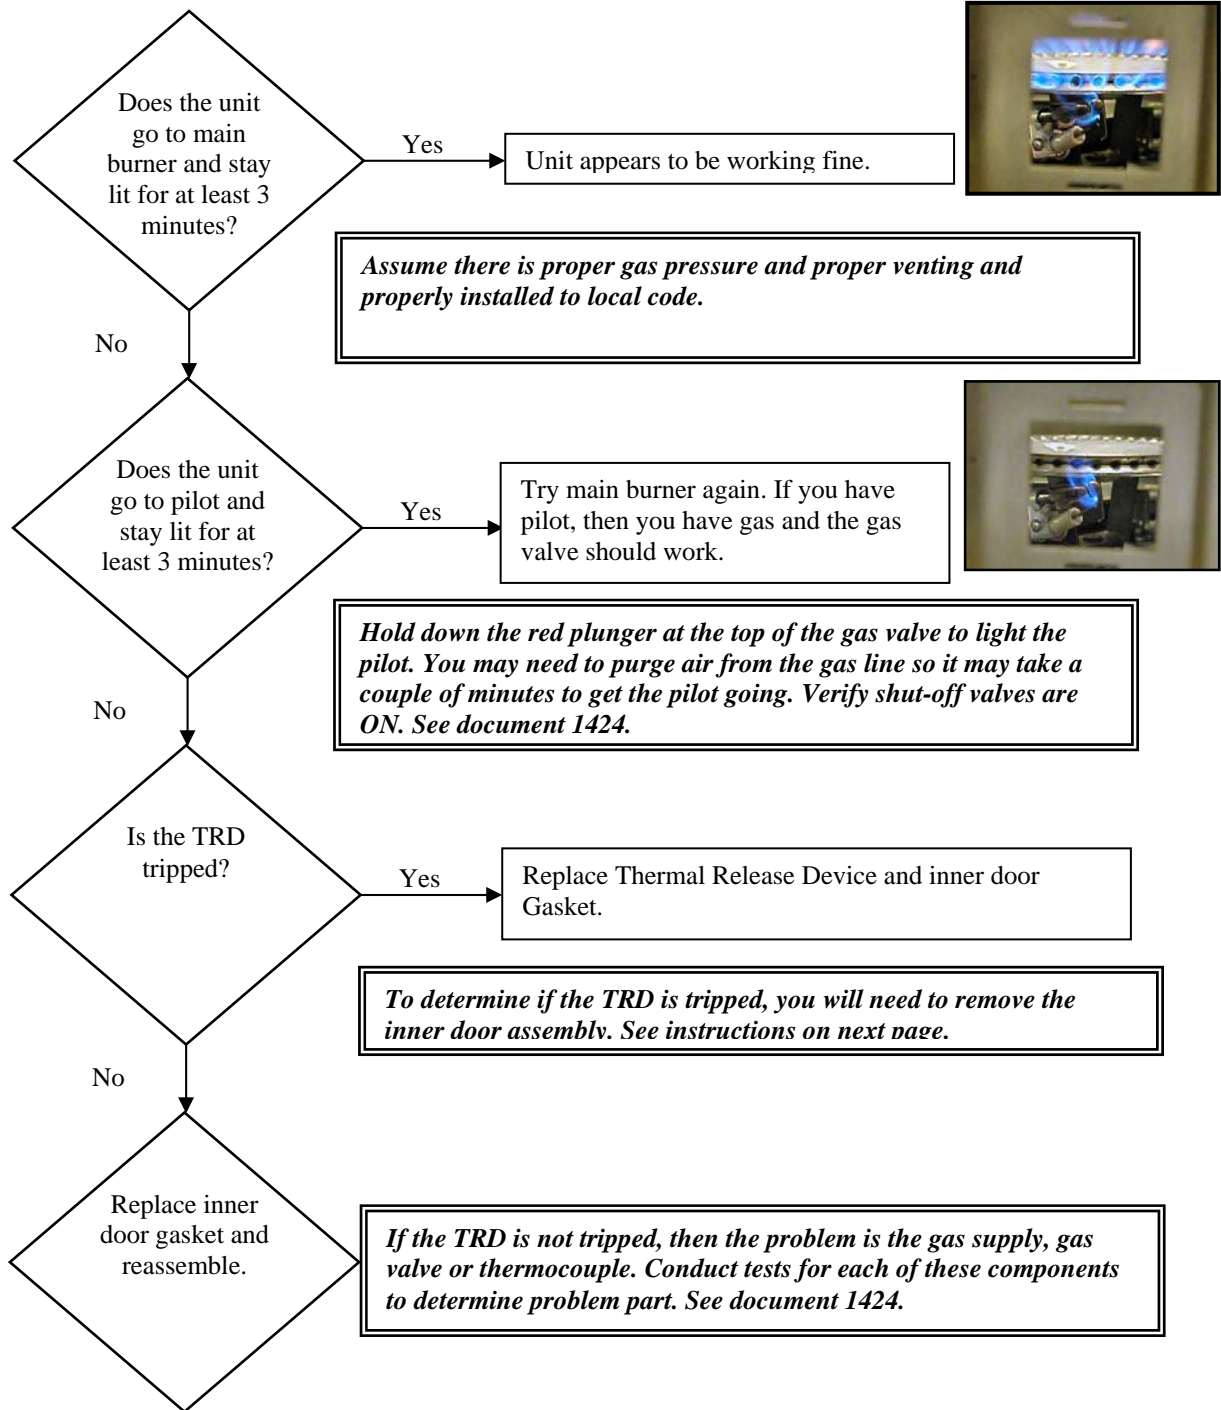 Does the unit
go to main
burner and stay
lit for at least 3
minutes?
Yes
Unit appears to be working fine.
Assume there is proper gas pressure and proper venting and
properly installed to local code.
No
Does the unit
go to pilot and
stay lit for at
least 3 minutes?
Yes
Try main burner again. If you have
pilot, then you have gas and the gas
valve should work.
Hold down the red plunger at the top of the gas valve to light the
pilot. You may need to purge air from the gas line so it may take a
couple of minutes to get the pilot going. Verify shut-off valves are
ON. See document 1424.
No
Is the TRD
tripped?
Yes
Replace Thermal Release Device and inner door
Gasket.
To determine if the TRD is tripped, you will need to remove the
inner door assembly. See instructions on next page.
No
Replace inner
door gasket and
reassemble.
If the TRD is not tripped, then the problem is the gas supply, gas
valve or thermocouple. Conduct tests for each of these components
to determine problem part. See document 1424.